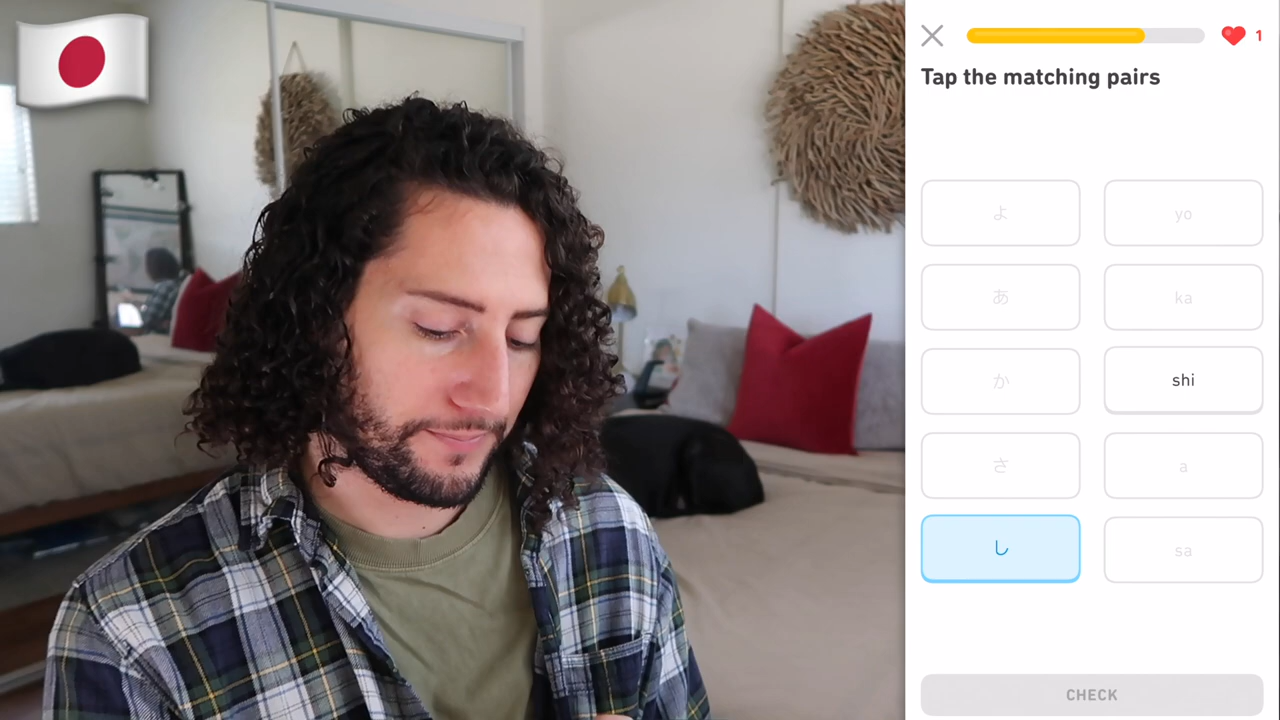 1
Tap the matching pairs
よ yo
あ ka
か shi
さ a
し sa
CHECK